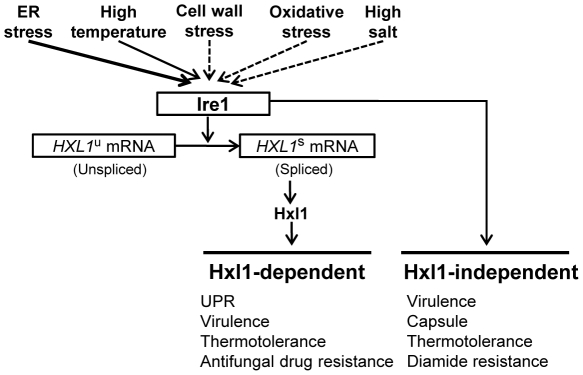 ER stress
High temperature
Cell wall stress
Oxidative stress
High salt
Ire1
HXL1ᵘ mRNA
HXL1ˢ mRNA
(Unspliced)
(Spliced)
Hxl1
Hxl1-dependent
UPR
Virulence
Thermotolerance
Antifungal drug resistance
Hxl1-independent
Virulence
Capsule
Thermotolerance
Diamide resistance